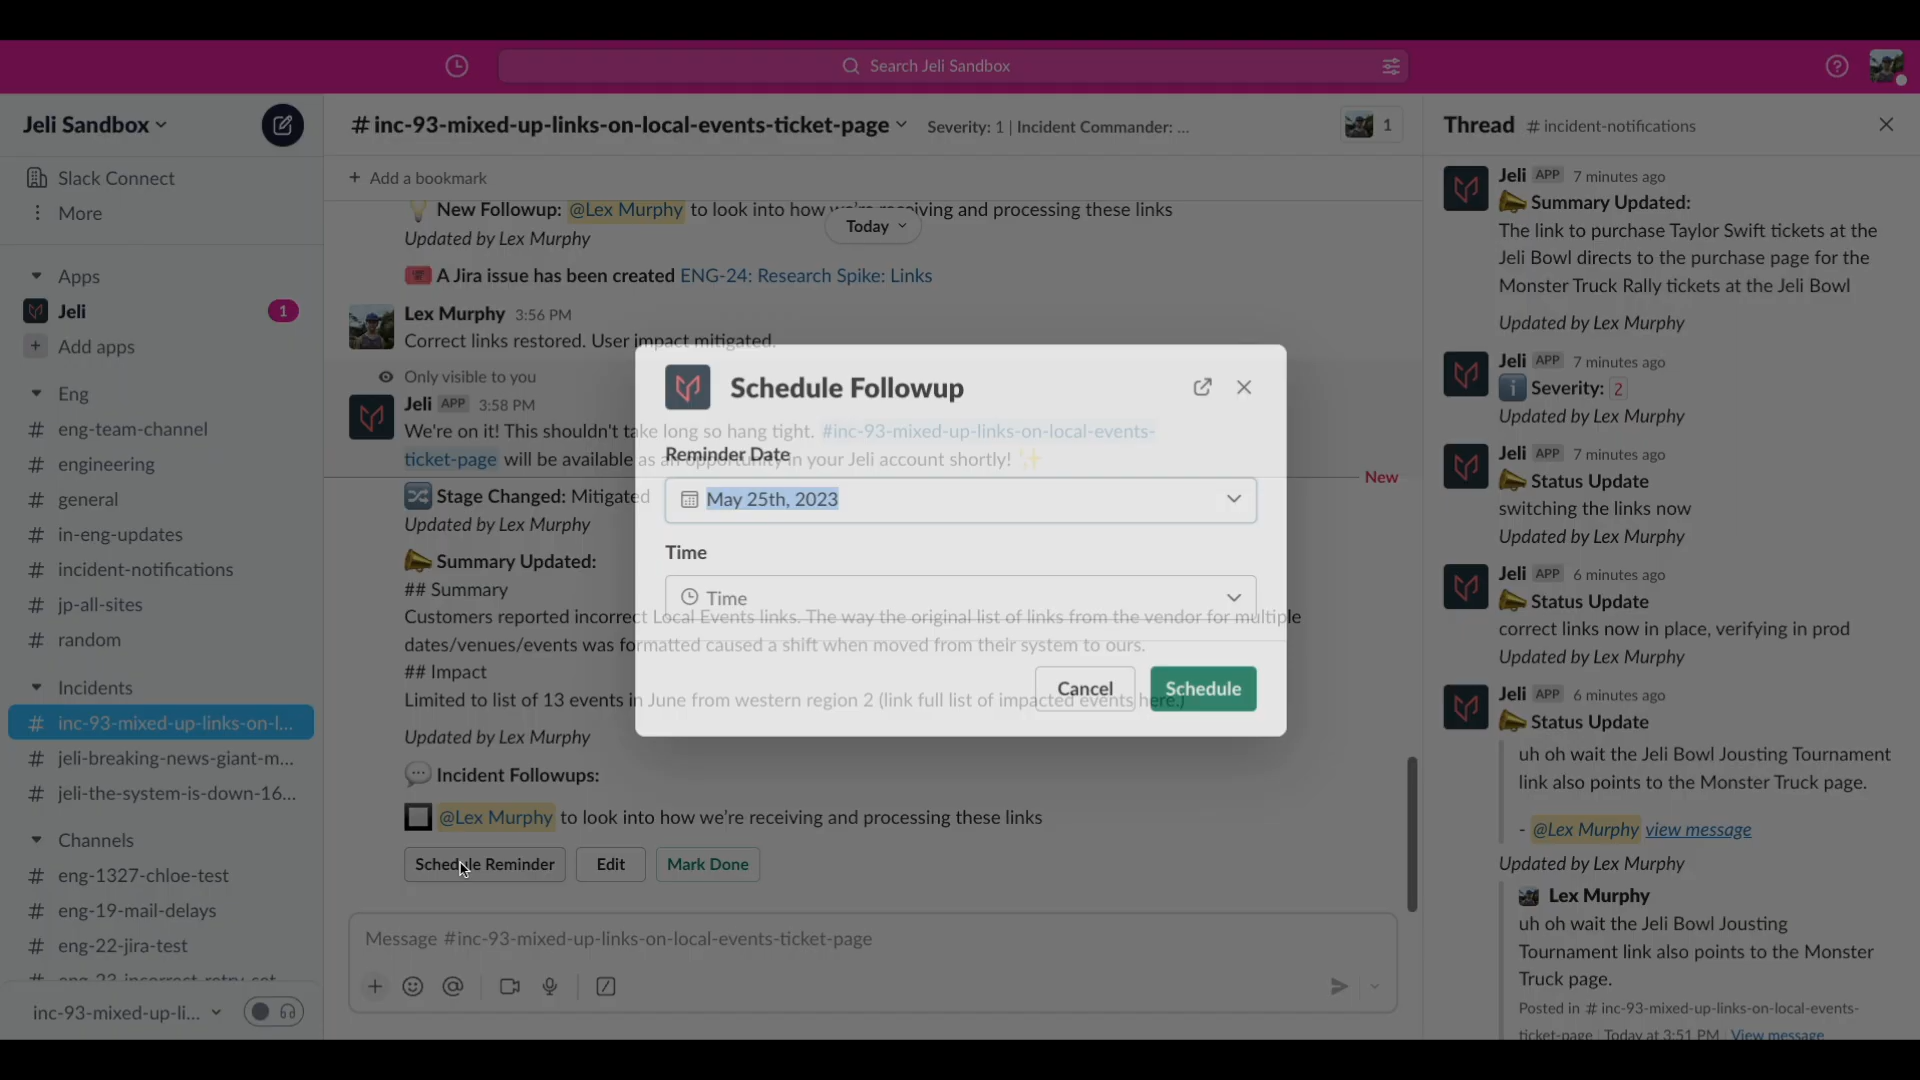 Search Jeli Sandbox
Jeli Sandbox
Slack Connect
More
Apps
Jeli
1
Add apps
Eng
# eng-team-channel
# engineering
# general
# in-eng-updates
# incident-notifications
# jp-all-sites
# random
Incidents
# inc-93-mixed-up-links-on-l...
# jeli-breaking-news-giant-m...
# jeli-the-system-is-down-16...
Channels
# eng-1327-chloe-test
# eng-19-mail-delays
# eng-22-jira-test
# eng-23-incorrect-retry-set
inc-93-mixed-up-li...
# inc-93-mixed-up-links-on-local-events-ticket-page
Severity: 1 | Incident Commander: ...
1
+ Add a bookmark
New Followup: @Lex Murphy to look into how we're receiving and processing these links
Today
Updated by Lex Murphy
A Jira issue has been created ENG-24: Research Spike: Links
Lex Murphy 3:56 PM
Correct links restored. User impact mitigated.
Only visible to you
Jeli APP 3:58 PM
We're on it! This shouldn't take long so hang tight. #inc-93-mixed-up-links-on-local-events-
ticket-page will be available as an opportunity in your Jeli account shortly!
New
Stage Changed: Mitigated
Updated by Lex Murphy
Summary Updated:
## Summary
Customers reported incorrect Local Events links. The way the original list of links from the vendor for multiple
dates/venues/events was formatted caused a shift when moved from their system to ours.
## Impact
Limited to list of 13 events in June from western region 2 (link full list of impacted events here.)
Updated by Lex Murphy
Incident Followups:
@Lex Murphy to look into how we're receiving and processing these links
Schedule Reminder
Edit
Mark Done
Message #inc-93-mixed-up-links-on-local-events-ticket-page
Schedule Followup
Reminder Date
May 25th, 2023
Time
Time
Cancel
Schedule
Thread # incident-notifications
Jeli APP 7 minutes ago
Summary Updated:
The link to purchase Taylor Swift tickets at the
Jeli Bowl directs to the purchase page for the
Monster Truck Rally tickets at the Jeli Bowl
Updated by Lex Murphy
Jeli APP 7 minutes ago
Severity: 2
Updated by Lex Murphy
Jeli APP 7 minutes ago
Status Update
switching the links now
Updated by Lex Murphy
Jeli APP 6 minutes ago
Status Update
correct links now in place, verifying in prod
Updated by Lex Murphy
Jeli APP 6 minutes ago
Status Update
uh oh wait the Jeli Bowl Jousting Tournament
link also points to the Monster Truck page.
- @Lex Murphy view message
Updated by Lex Murphy
Lex Murphy
uh oh wait the Jeli Bowl Jousting
Tournament link also points to the Monster
Truck page.
Posted in # inc-93-mixed-up-links-on-local-events-
ticket-page | Today at 3:51 PM | View message